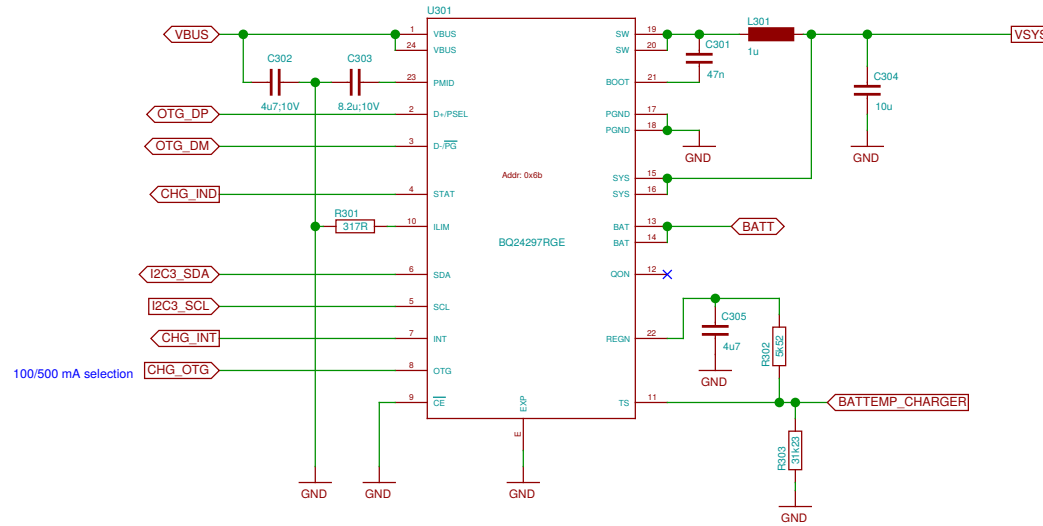 U301
VBUS
1
VBUS
24
VBUS
C302
4u7;10V
C303
8.2u;10V
23
PMID
OTG_DP
2
D+/PSEL
OTG_DM
3
D-/PG
CHG_IND
4
STAT
R301
317R
10
ILIM
I2C3_SDA
6
SDA
I2C3_SCL
5
SCL
CHG_INT
7
INT
100/500 mA selection
CHG_OTG
8
OTG
9
CE
GND
GND
Addr: 0x6b
BQ24297RGE
EXP
E
GND
SW
19
SW
20
L301
1u
VSYS
C301
47n
BOOT
21
C304
10u
GND
PGND
17
PGND
18
GND
SYS
15
SYS
16
BAT
13
BAT
14
BATT
QON
12
REGN
22
C305
4u7
GND
R302
5k52
TS
11
BATTEMP_CHARGER
R303
31k23
GND